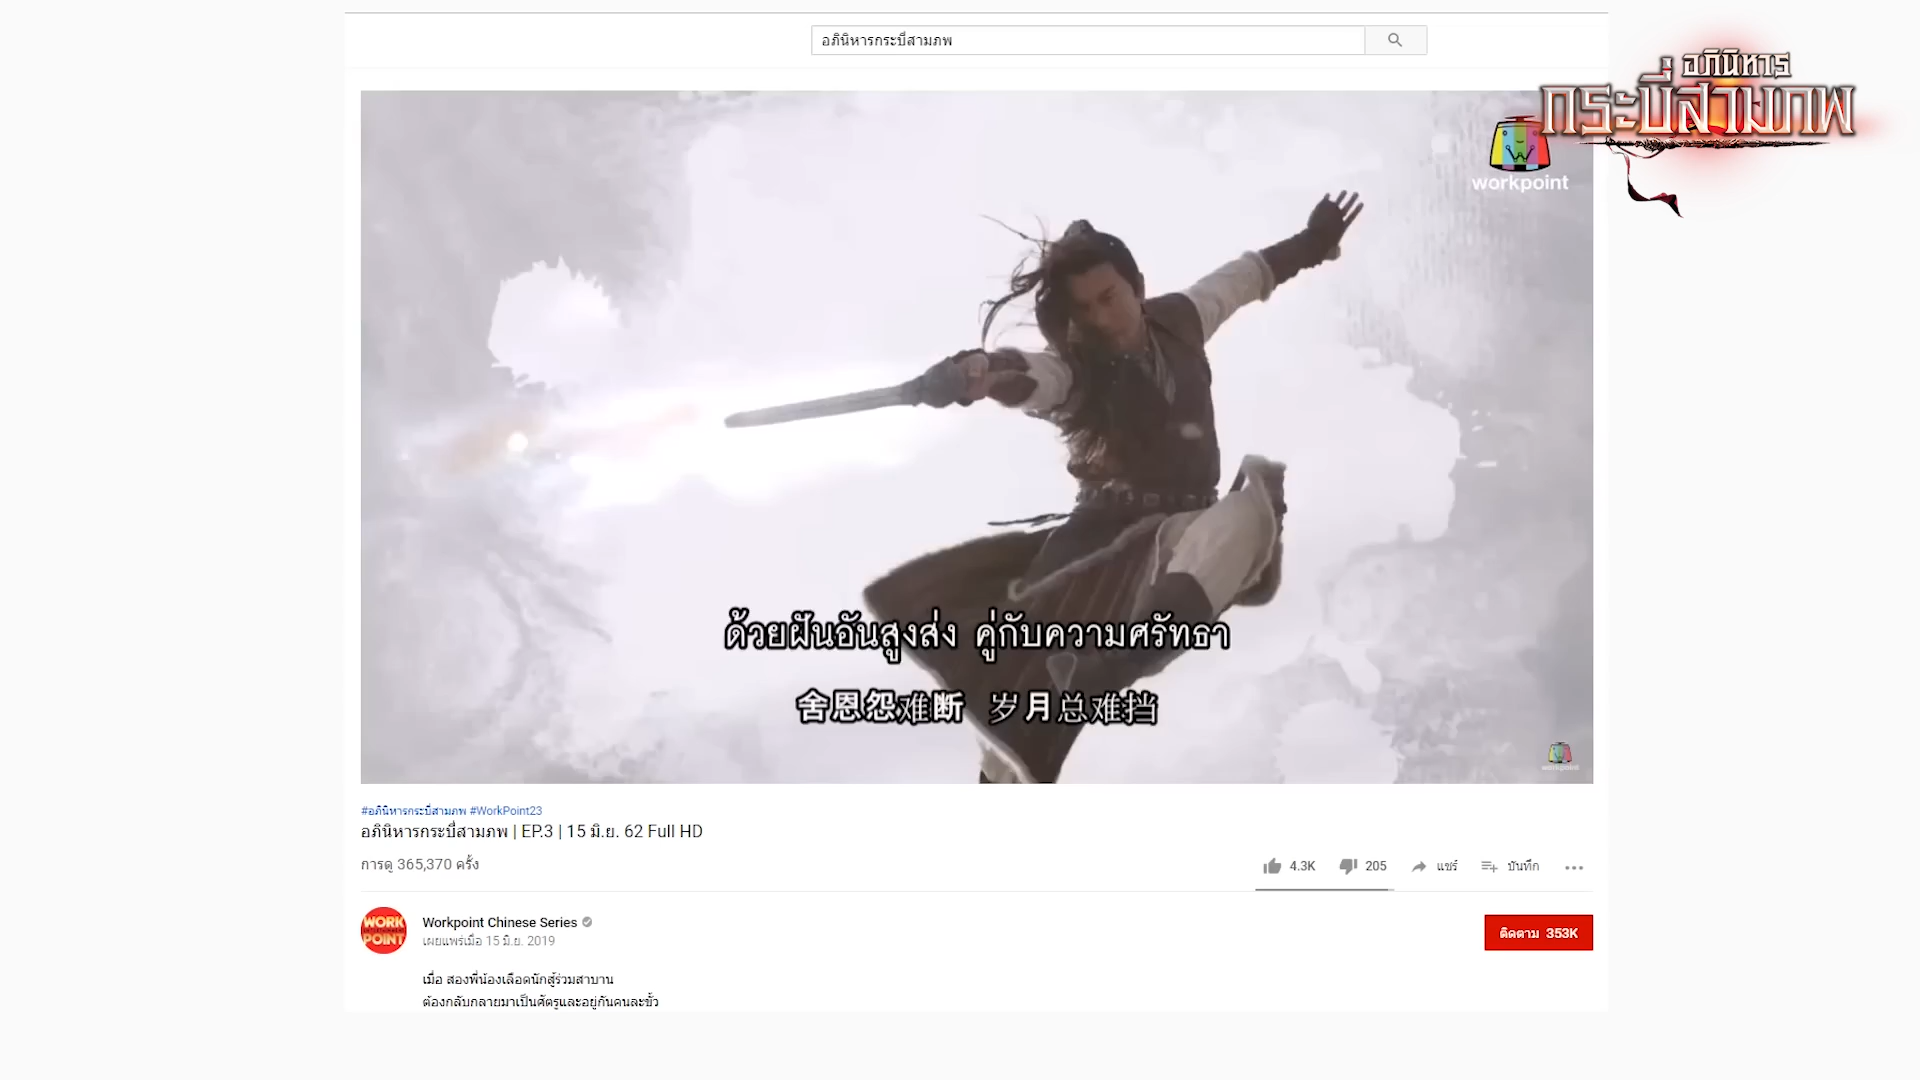 อภินิหารกระบี่สามภพ
อภินิหาร
กระบี่สามภพ
workpoint
ด้วยฝันอันสูงส่ง คู่กับความศรัทธา
舍恩怨难断 岁月总难挡
workpoint
#อภินิหารกระบี่สามภพ #WorkPoint23
อภินิหารกระบี่สามภพ | EP.3 | 15 มิ.ย. 62 Full HD
การดู 365,370 ครั้ง
4.3K 205 แชร์ บันทึก
WORK
ENTERTAINMENT
POINT
Workpoint Chinese Series
เผยแพร่เมื่อ 15 มิ.ย. 2019
ติดตาม 353K
เมื่อ สองพี่น้องเลือดนักสู้ร่วมสาบาน
ต้องกลับกลายมาเป็นศัตรูและอยู่กันคนละขั้ว